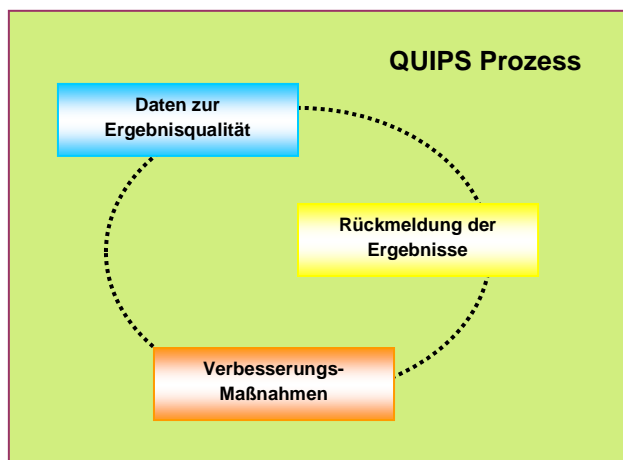 QUIPS Prozess
Daten zur
Ergebnisqualität
Rückmeldung der
Ergebnisse
Verbesserungs-
Maßnahmen